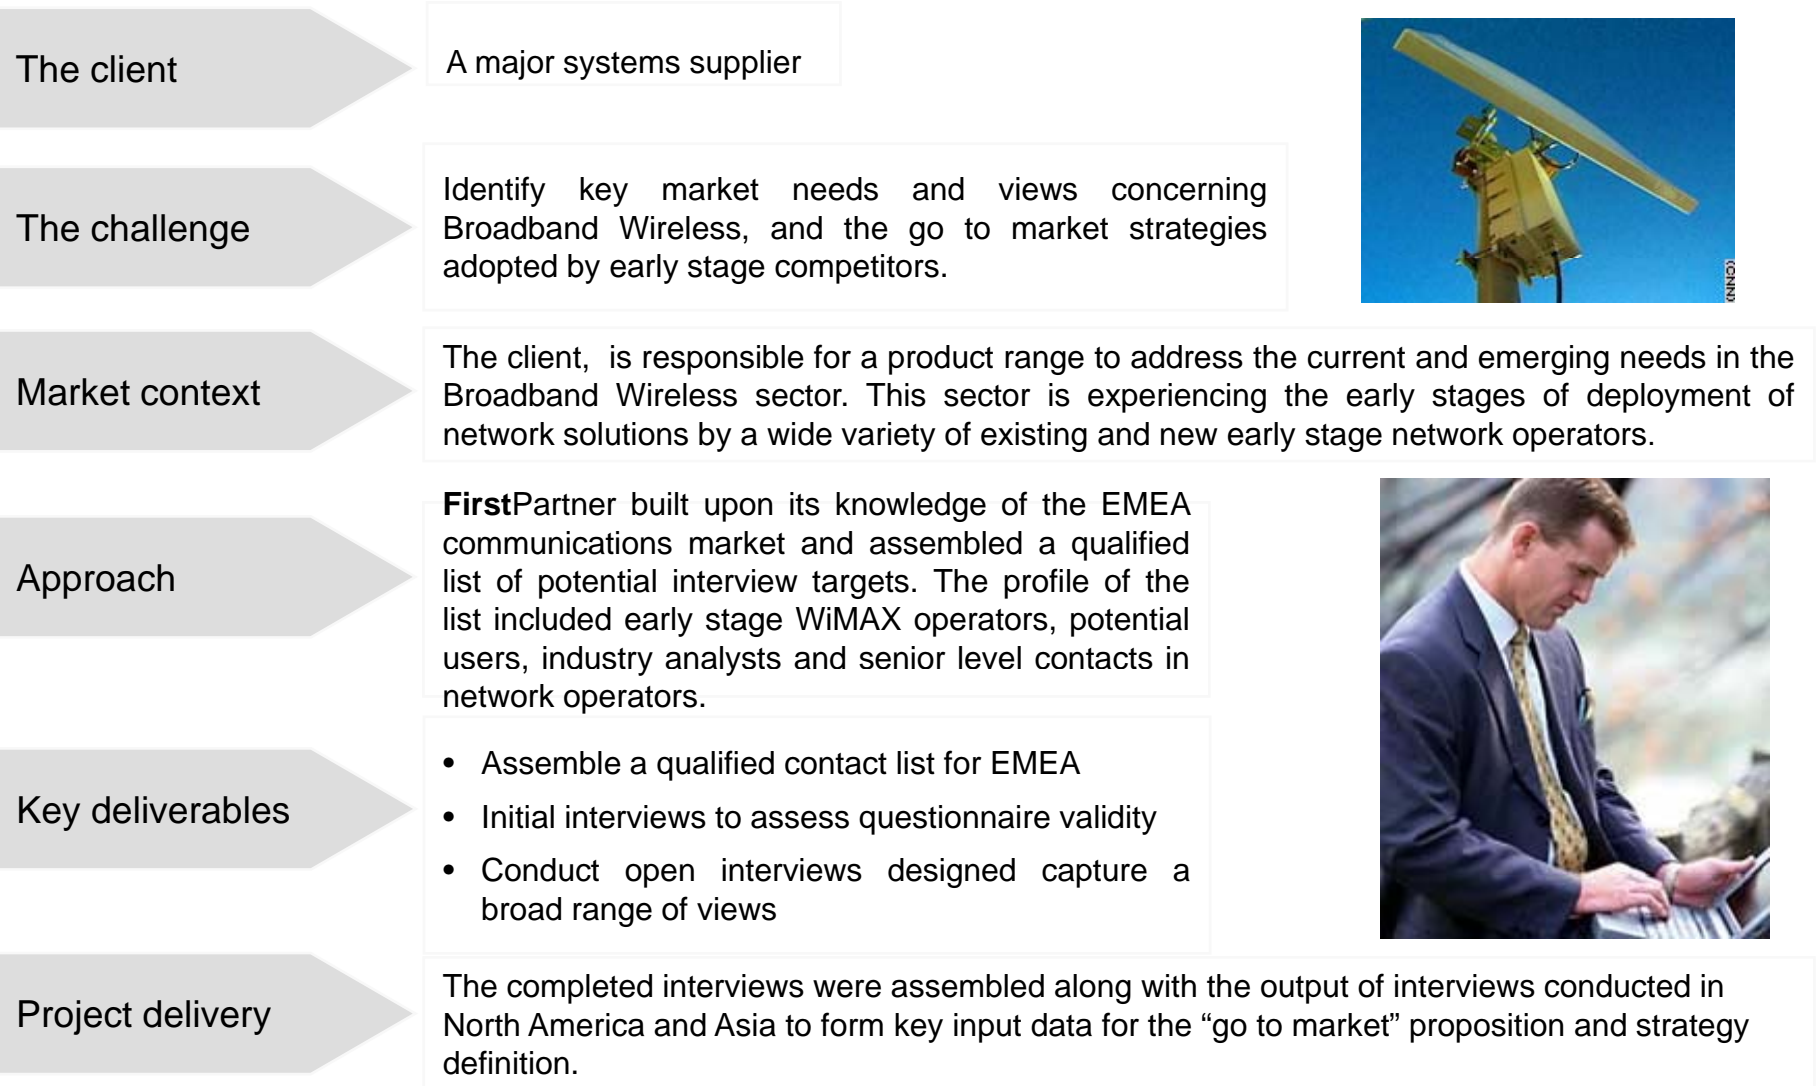 The client
A major systems supplier
The challenge
Identify key market needs and views concerning
Broadband Wireless, and the go to market strategies
adopted by early stage competitors.
(CNN)
Market context
The client,  is responsible for a product range to address the current and emerging needs in the
Broadband Wireless sector. This sector is experiencing the early stages of deployment of
network solutions by a wide variety of existing and new early stage network operators.
Approach
FirstPartner built upon its knowledge of the EMEA
communications market and assembled a qualified
list of potential interview targets. The profile of the
list included early stage WiMAX operators, potential
users, industry analysts and senior level contacts in
network operators.
Key deliverables
• Assemble a qualified contact list for EMEA
• Initial interviews to assess questionnaire validity
• Conduct open interviews designed capture a
broad range of views
Project delivery
The completed interviews were assembled along with the output of interviews conducted in
North America and Asia to form key input data for the “go to market” proposition and strategy
definition.